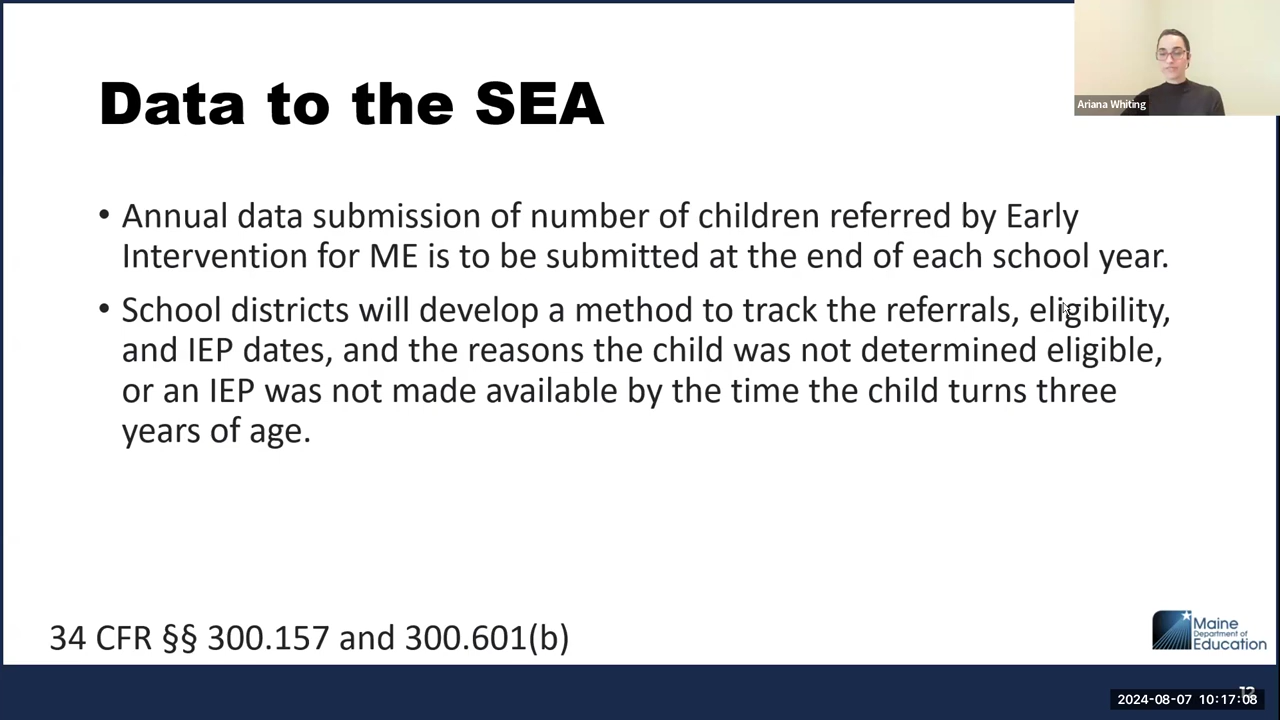 Data to the SEA
Ariana Whiting
• Annual data submission of number of children referred by Early
Intervention for ME is to be submitted at the end of each school year.
• School districts will develop a method to track the referrals, eligibility,
and IEP dates, and the reasons the child was not determined eligible,
or an IEP was not made available by the time the child turns three
years of age.
34 CFR §§ 300.157 and 300.601(b)
Maine
Department of
Education
12
2024-08-07 10:17:08